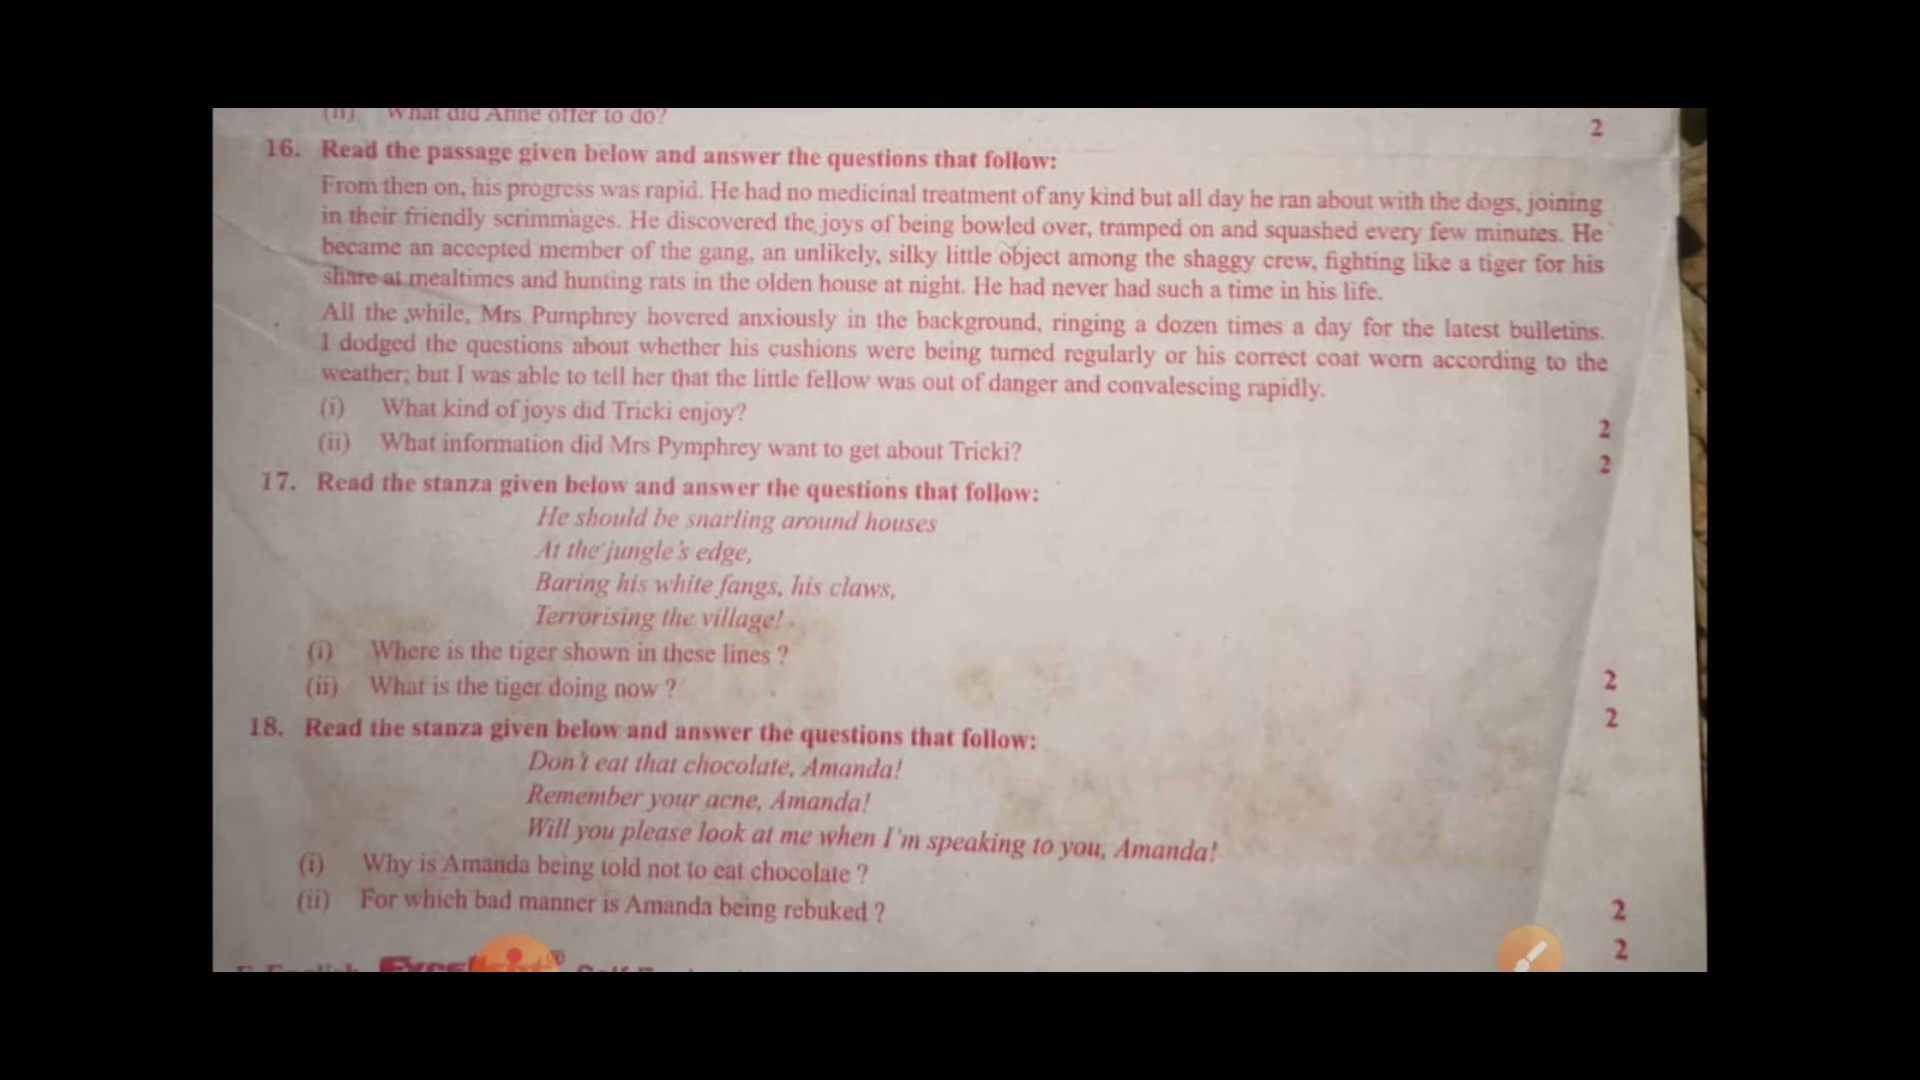 (ii) What did Anne offer to do? 2
16. Read the passage given below and answer the questions that follow:
From then on, his progress was rapid. He had no medicinal treatment of any kind but all day he ran about with the dogs, joining
in their friendly scrimmages. He discovered the joys of being bowled over, tramped on and squashed every few minutes. He
became an accepted member of the gang, an unlikely, silky little object among the shaggy crew, fighting like a tiger for his
share at mealtimes and hunting rats in the olden house at night. He had never had such a time in his life.
All the while, Mrs Pumphrey hovered anxiously in the background, ringing a dozen times a day for the latest bulletins.
I dodged the questions about whether his cushions were being turned regularly or his correct coat worn according to the
weather; but I was able to tell her that the little fellow was out of danger and convalescing rapidly.
(i) What kind of joys did Tricki enjoy? 2
(ii) What information did Mrs Pymphrey want to get about Tricki? 2
17. Read the stanza given below and answer the questions that follow:
He should be snarling around houses
At the jungle's edge,
Baring his white fangs, his claws,
Terrorising the village!
(i) Where is the tiger shown in these lines ? 2
(ii) What is the tiger doing now ? 2
18. Read the stanza given below and answer the questions that follow:
Don't eat that chocolate, Amanda!
Remember your acne, Amanda!
Will you please look at me when I'm speaking to you, Amanda!
(i) Why is Amanda being told not to eat chocolate ? 2
(ii) For which bad manner is Amanda being rebuked ? 2
English